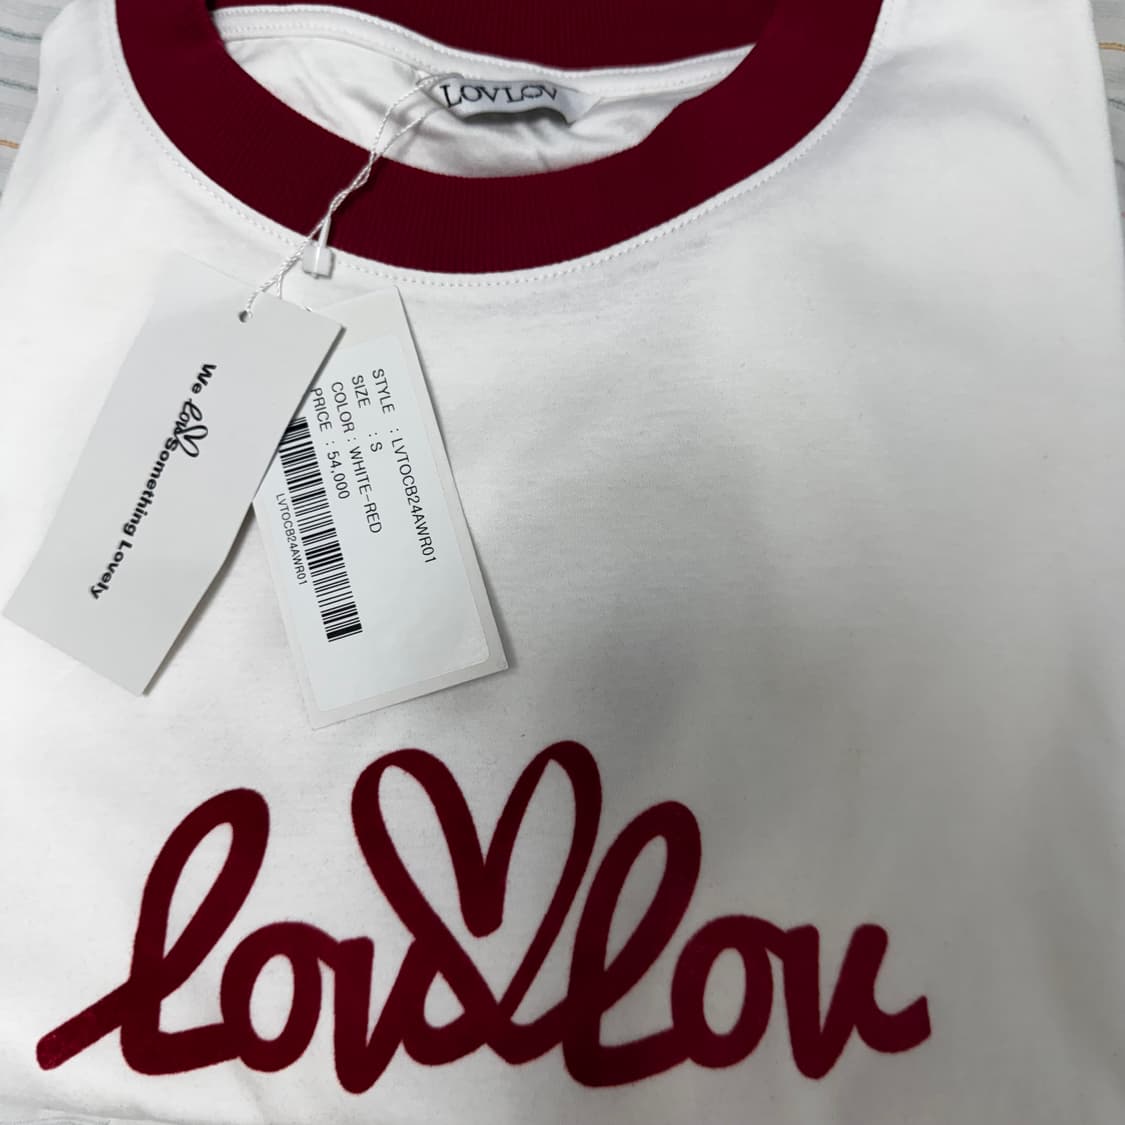 LOVLOV
We lov Something Lovely
STYLE : LVTOCB24AWR01
SIZE : S
COLOR : WHITE-RED
PRICE : 54,000
LVTOCB24AWR01
lovlov